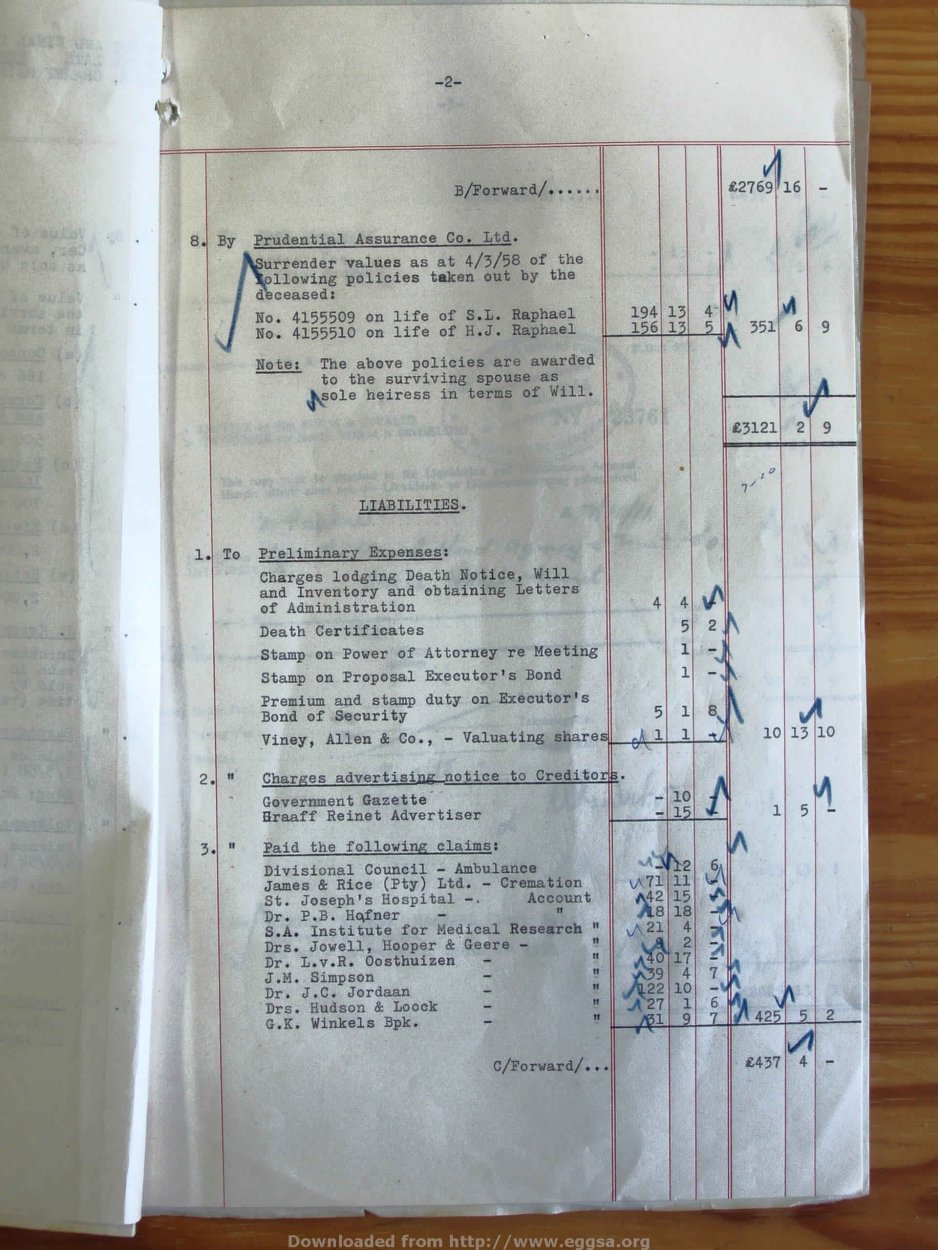 -2-
B/Forward/...... £2769 16 -
8. By Prudential Assurance Co. Ltd.
Surrender values as at 4/3/58 of the
following policies taken out by the
deceased:
No. 4155509 on life of S.L. Raphael 194 13 4
No. 4155510 on life of H.J. Raphael 156 13 5 351 6 9
Note: The above policies are awarded
to the surviving spouse as
sole heiress in terms of Will.
£3121 2 9
LIABILITIES.
1. To Preliminary Expenses:
Charges lodging Death Notice, Will
and Inventory and obtaining Letters
of Administration 4 4
Death Certificates 5 2
Stamp on Power of Attorney re Meeting 1 -
Stamp on Proposal Executor's Bond 1 -
Premium and stamp duty on Executor's
Bond of Security 5 1 8
Viney, Allen & Co., - Valuating shares 1 1 - 10 13 10
2. " Charges advertising notice to Creditors.
Government Gazette - 10
Graaff Reinet Advertiser - 15 - 1 5 -
3. " Paid the following claims:
Divisional Council - Ambulance - 12 6
James & Rice (Pty) Ltd. - Cremation 71 11
St. Joseph's Hospital -. Account 42 15
Dr. P.B. Hafner - " 18 18 -
S.A. Institute for Medical Research " 21 4
Drs. Jowell, Hooper & Geere - " 2 -
Dr. L.v.R. Oosthuizen - " 40 17 -
J.M. Simpson - " 39 4 7
Dr. J.C. Jordaan - " 122 10 -
Drs. Hudson & Loock - " 27 1 6
G.K. Winkels Bpk. - " 31 9 7 425 5 2
C/Forward/... £437 4 -
Downloaded from http://www.eggsa.org